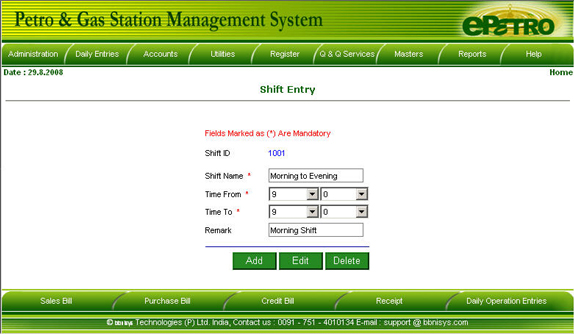 Petro & Gas Station Management System
ePetro
Administration Daily Entries Accounts Utilities Register Q & Q Services Masters Reports Help
Date : 29.8.2008 Home
Shift Entry
Fields Marked as (*) Are Mandatory
Shift ID 1001
Shift Name * Morning to Evening
Time From * 9 0
Time To * 9 0
Remark Morning Shift
Add Edit Delete
Sales Bill Purchase Bill Credit Bill Receipt Daily Operation Entries
Technologies (P) Ltd. India, Contact us : 0091 - 751 - 4010134 E-mail : support @ bbnisys.com